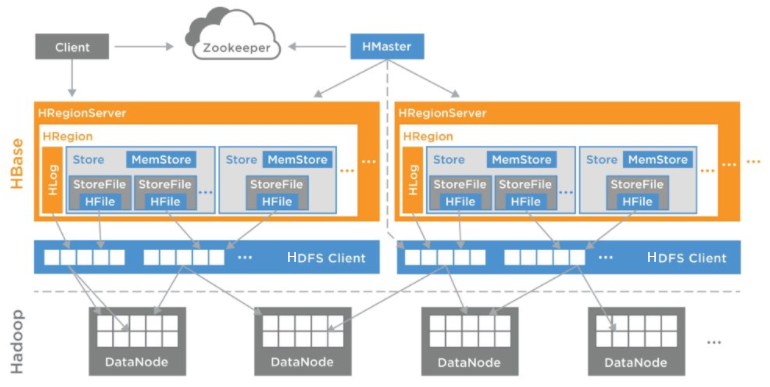 Client
Zookeeper
HMaster
HBase
HRegionServer
HRegion
HLog
Store
MemStore
StoreFile
HFile
StoreFile
HFile
...
Store
MemStore
StoreFile
HFile
...
...
HRegionServer
HRegion
HLog
Store
MemStore
StoreFile
HFile
StoreFile
HFile
...
Store
MemStore
StoreFile
HFile
...
...
... HDFS Client
... HDFS Client
Hadoop
DataNode
DataNode
DataNode
DataNode
...